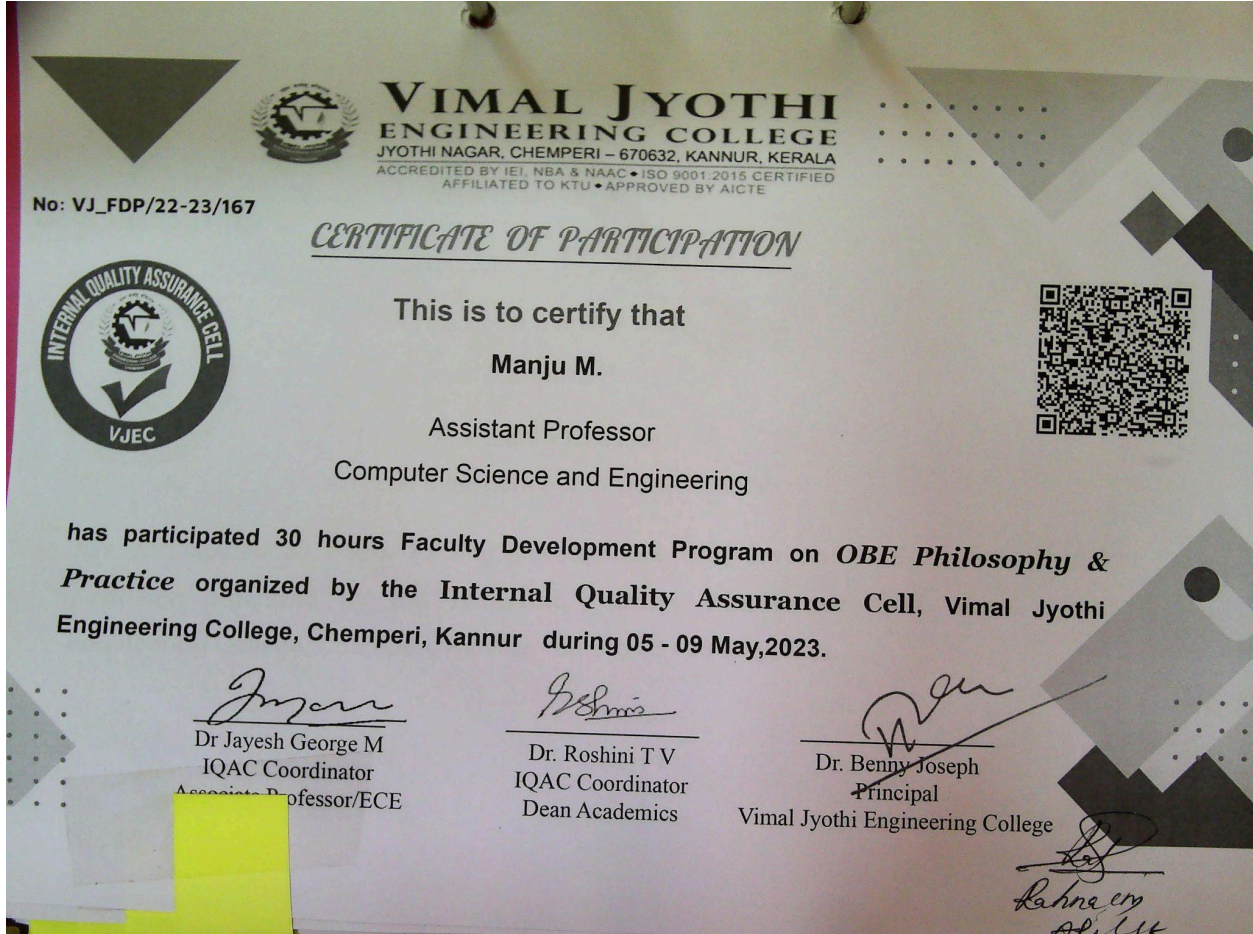 VIMAL JYOTHI
ENGINEERING COLLEGE
JYOTHI NAGAR, CHEMPERI – 670632, KANNUR, KERALA
ACCREDITED BY IEI, NBA & NAAC • ISO 9001:2015 CERTIFIED
AFFILIATED TO KTU • APPROVED BY AICTE
No: VJ_FDP/22-23/167
CERTIFICATE OF PARTICIPATION
INTERNAL QUALITY ASSURANCE CELL
VJEC
This is to certify that
Manju M.
Assistant Professor
Computer Science and Engineering
has participated 30 hours Faculty Development Program on OBE Philosophy &
Practice organized by the Internal Quality Assurance Cell, Vimal Jyothi
Engineering College, Chemperi, Kannur during 05 - 09 May,2023.
Dr Jayesh George M
IQAC Coordinator
Associate Professor/ECE
Dr. Roshini T V
IQAC Coordinator
Dean Academics
Dr. Benny Joseph
Principal
Vimal Jyothi Engineering College